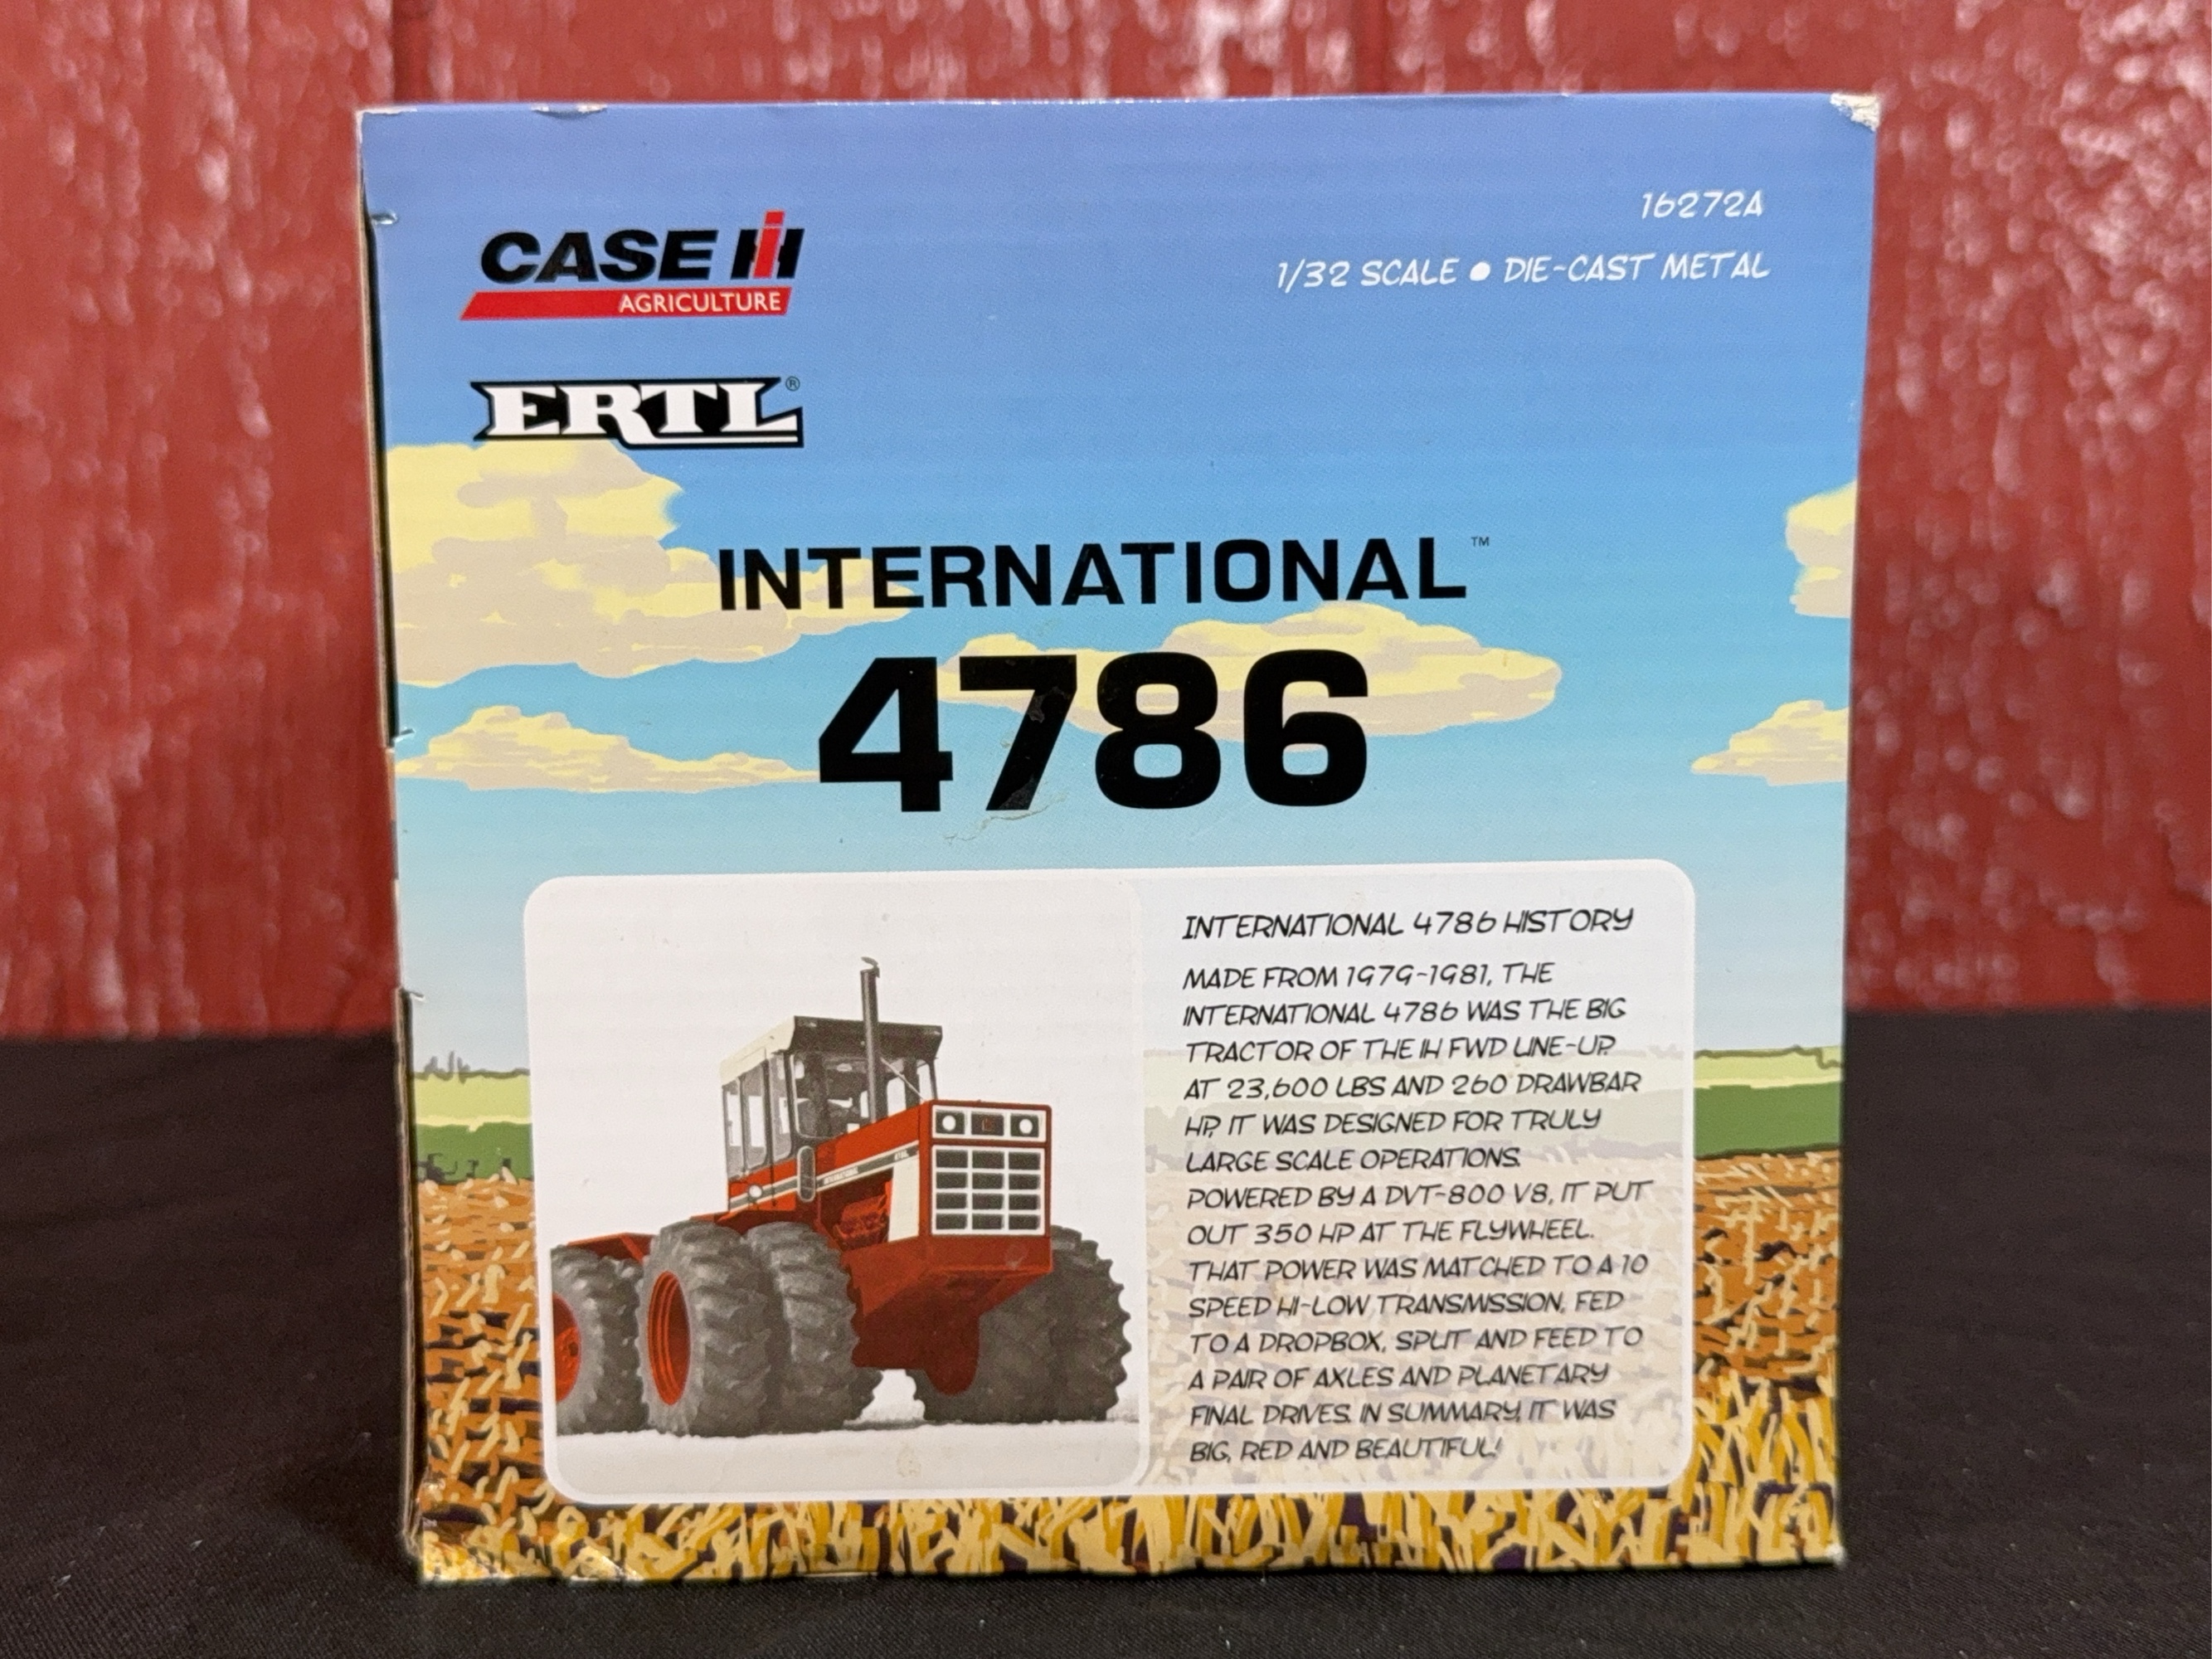 CASE IH
AGRICULTURE
ERTL®
16272A
1/32 SCALE ● DIE-CAST METAL
INTERNATIONAL™
4786
INTERNATIONAL 4786 HISTORY
MADE FROM 1979-1981, THE
INTERNATIONAL 4786 WAS THE BIG
TRACTOR OF THE IH FWD LINE-UP.
AT 23,600 LBS AND 260 DRAWBAR
HP, IT WAS DESIGNED FOR TRULY
LARGE SCALE OPERATIONS.
POWERED BY A DVT-800 V8, IT PUT
OUT 350 HP AT THE FLYWHEEL.
THAT POWER WAS MATCHED TO A 10
SPEED HI-LOW TRANSMISSION, FED
TO A DROPBOX, SPLIT AND FEED TO
A PAIR OF AXLES AND PLANETARY
FINAL DRIVES. IN SUMMARY, IT WAS
BIG, RED AND BEAUTIFUL!